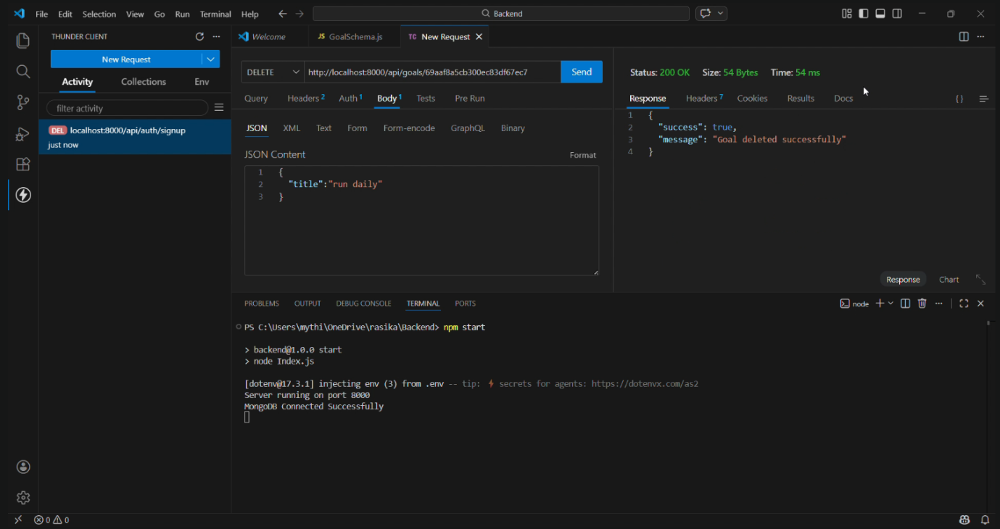 File Edit Selection View Go Run Terminal Help
Backend
THUNDER CLIENT
New Request
Activity Collections Env
filter activity
DEL localhost:8000/api/auth/signup
just now
Welcome
JS GoalSchema.js
TC New Request
DELETE http://localhost:8000/api/goals/69aaf8a5cb300ec83df67ec7 Send
Query Headers 2 Auth 1 Body 1 Tests Pre Run
JSON XML Text Form Form-encode GraphQL Binary
JSON Content Format
1 {
2 "title":"run daily"
3 }
Status: 200 OK Size: 54 Bytes Time: 54 ms
Response Headers 7 Cookies Results Docs { }
1 {
2 "success": true,
3 "message": "Goal deleted successfully"
4 }
Response Chart
PROBLEMS OUTPUT DEBUG CONSOLE TERMINAL PORTS
node
PS C:\Users\mythi\OneDrive\rasika\Backend> npm start
> backend@1.0.0 start
> node Index.js
[dotenv@17.3.1] injecting env (3) from .env -- tip: ⚡ secrets for agents: https://dotenvx.com/as2
Server running on port 8000
MongoDB Connected Successfully
0 0